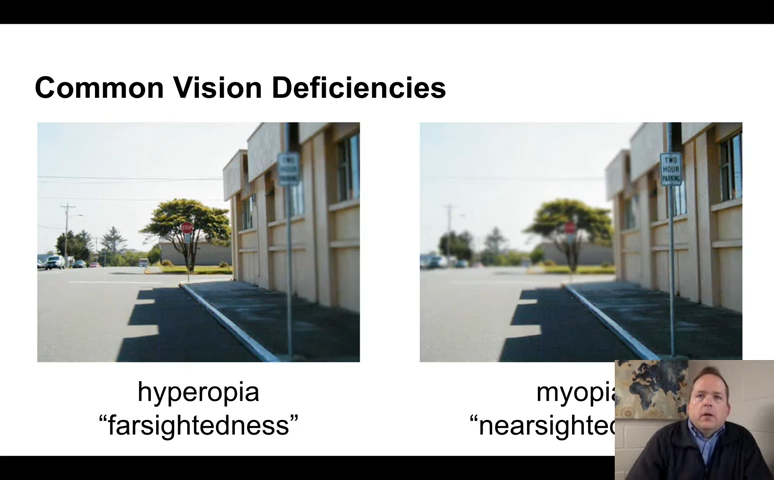 Common Vision Deficiencies
TWO
HOUR
PARKING
TWO
HOUR
PARKING
hyperopia
“farsightedness”
myopia
“nearsighted